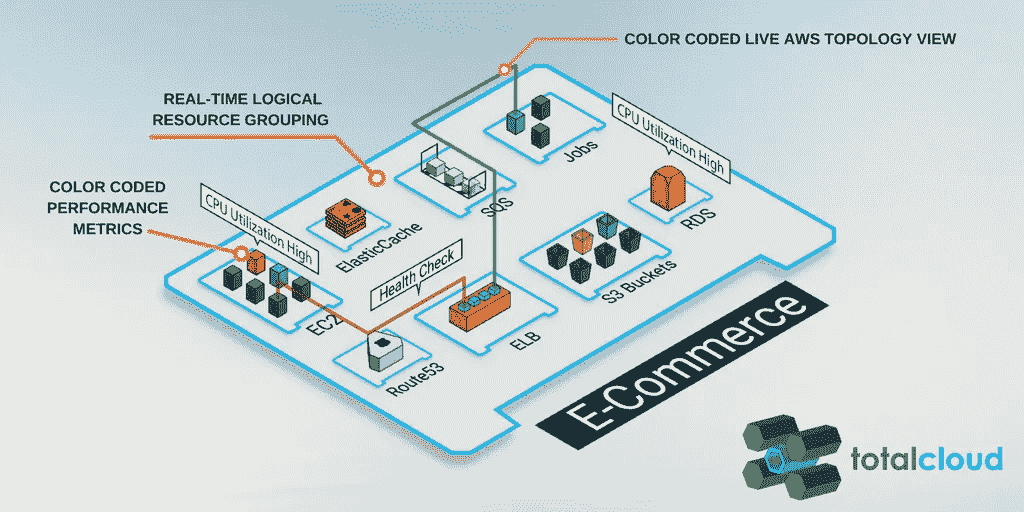 COLOR CODED LIVE AWS TOPOLOGY VIEW
REAL-TIME LOGICAL
RESOURCE GROUPING
COLOR CODED
PERFORMANCE
METRICS
CPU Utilization High
Jobs
CPU Utilization High
SQS
RDS
ElasticCache
Health Check
S3 Buckets
EC2
ELB
Route53
E-Commerce
totalcloud